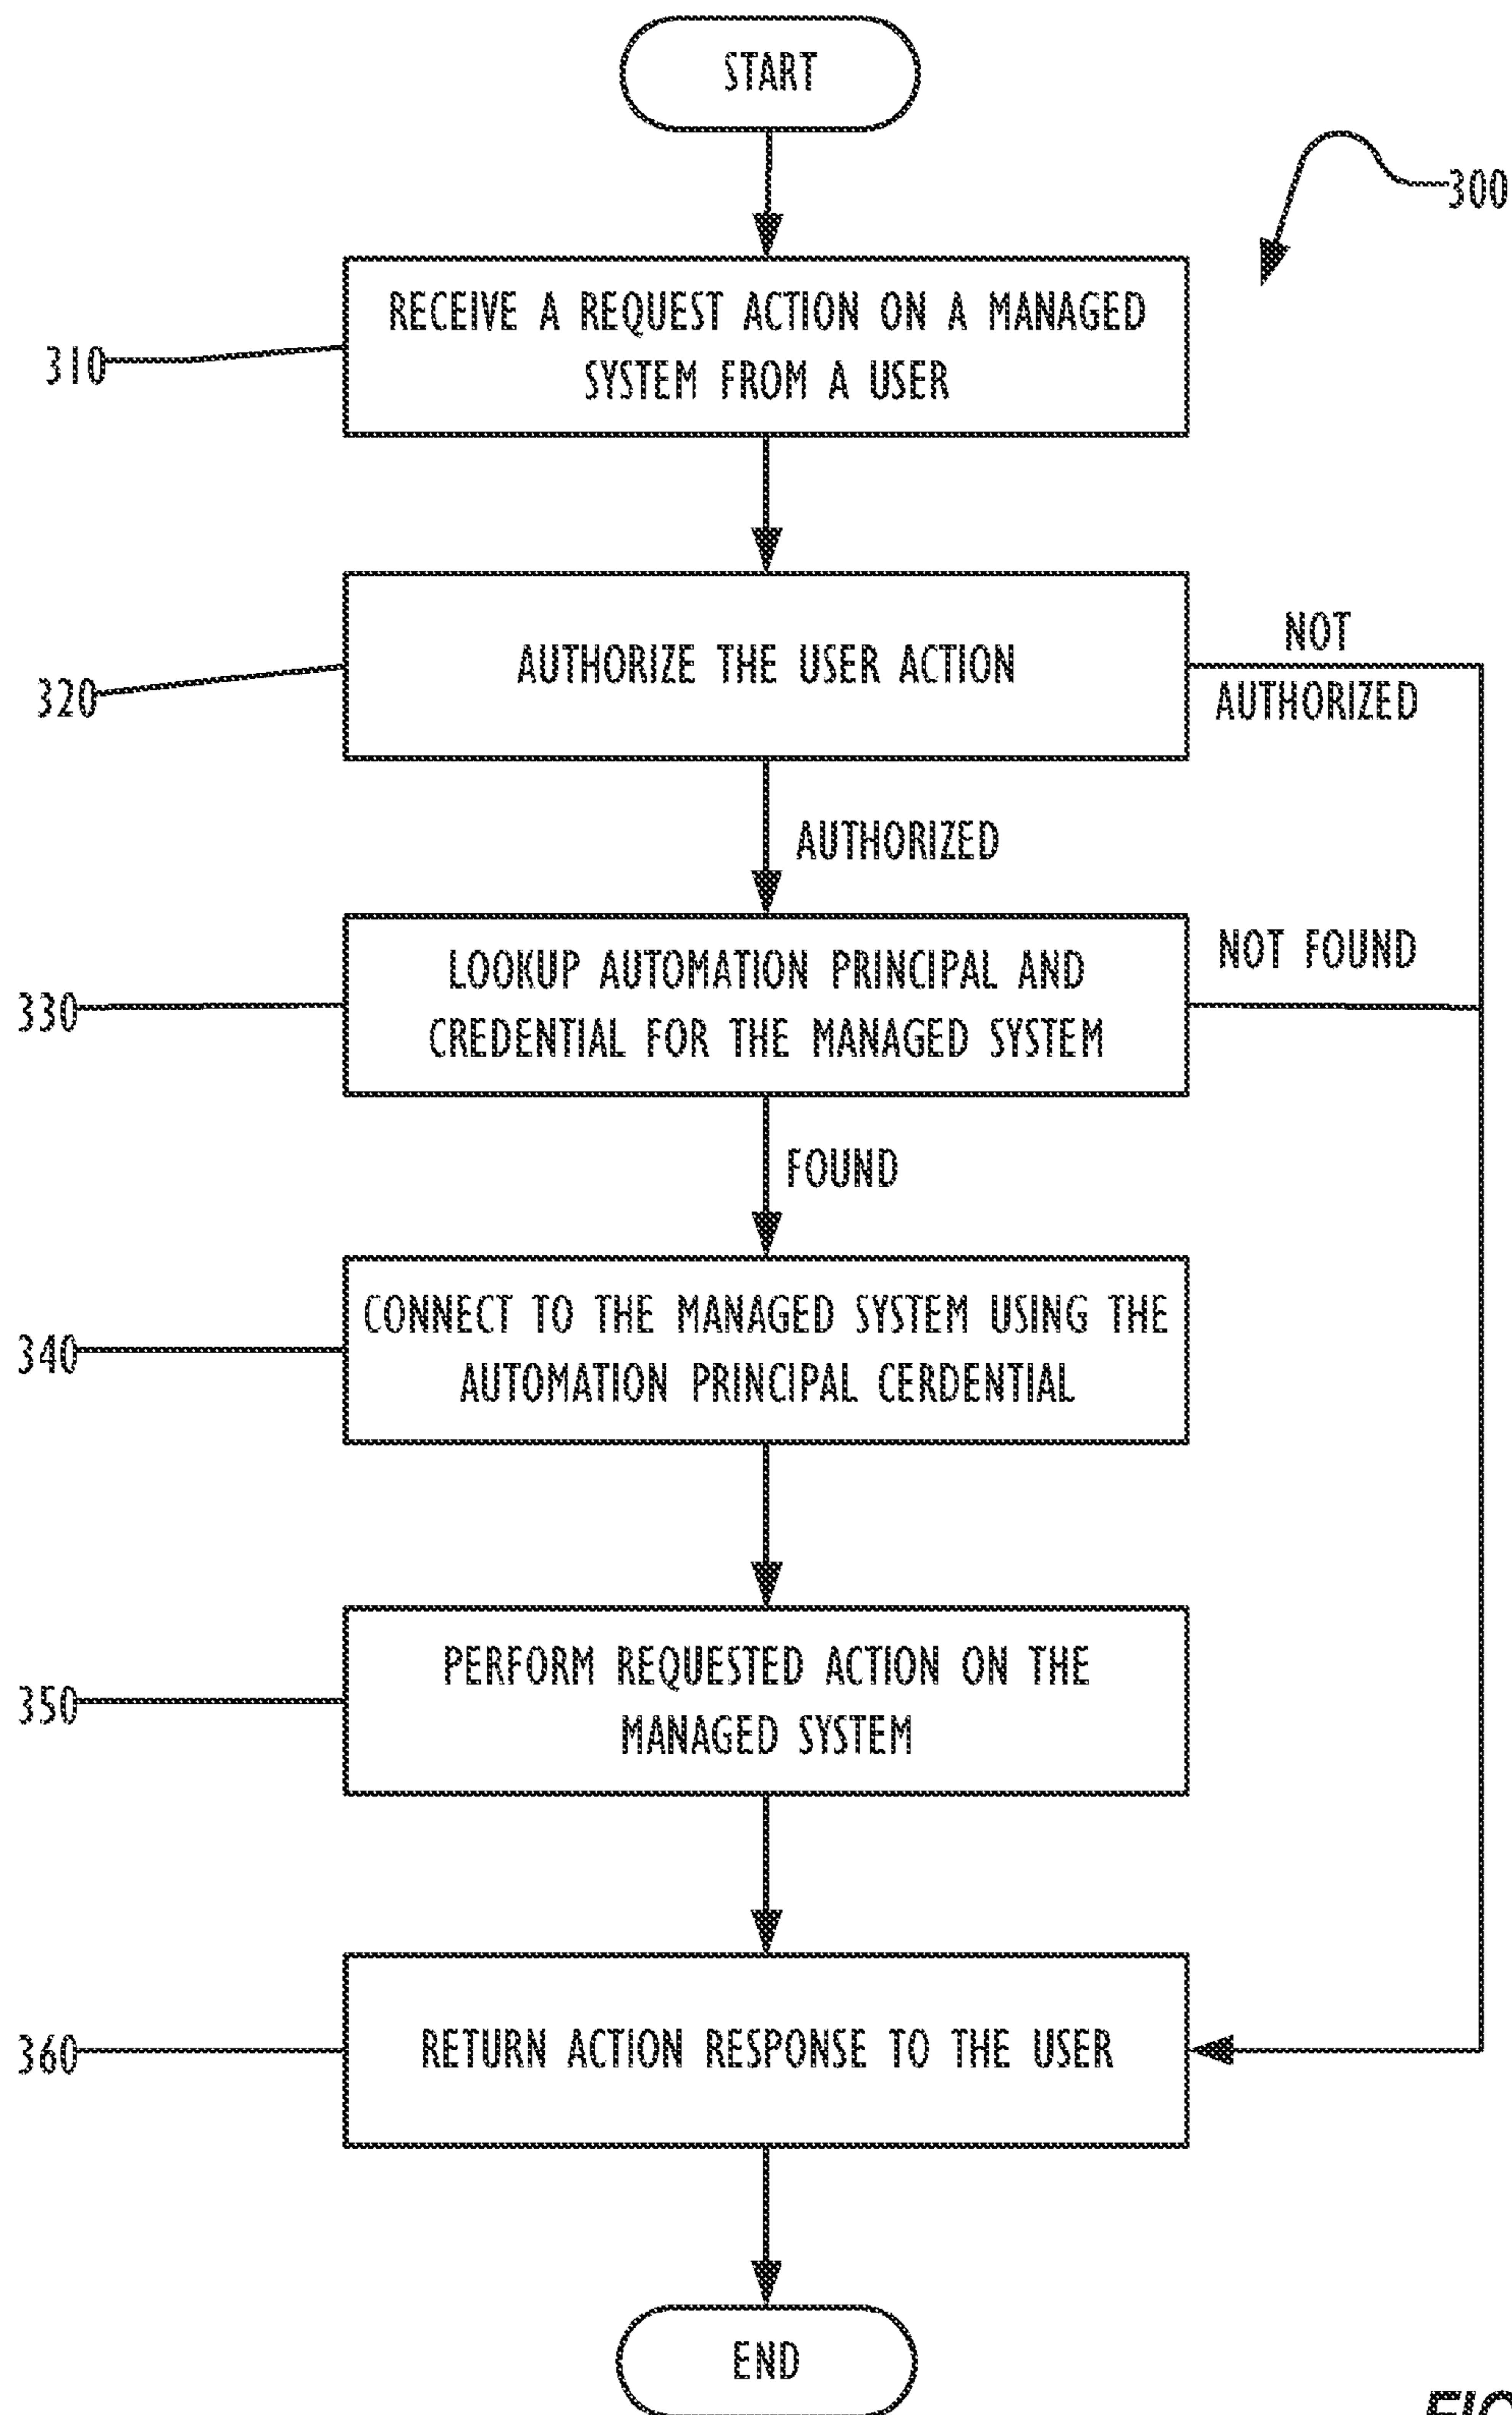 START
300
RECEIVE A REQUEST ACTION ON A MANAGED
SYSTEM FROM A USER
310
AUTHORIZE THE USER ACTION
320
NOT
AUTHORIZED
AUTHORIZED
LOOKUP AUTOMATION PRINCIPAL AND
CREDENTIAL FOR THE MANAGED SYSTEM
330
NOT FOUND
FOUND
CONNECT TO THE MANAGED SYSTEM USING THE
AUTOMATION PRINCIPAL CERDENTIAL
340
PERFORM REQUESTED ACTION ON THE
MANAGED SYSTEM
350
RETURN ACTION RESPONSE TO THE USER
360
END